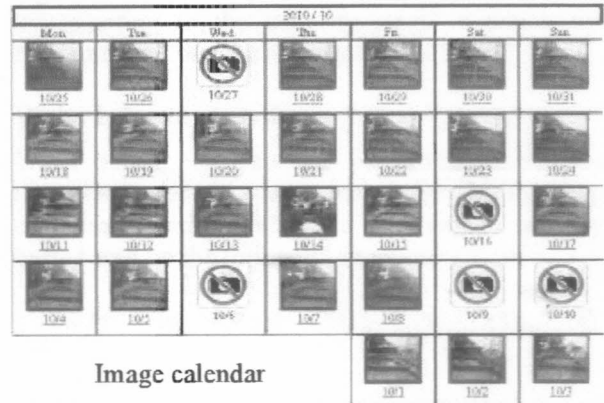 2010 / 10
Mon Tue Wed Thu Fri Sat Sun
10/25 10/26 10/27 10/28 10/29 10/30 10/31
10/18 10/19 10/20 10/21 10/22 10/23 10/24
10/11 10/12 10/13 10/14 10/15 10/16 10/17
10/4 10/5 10/6 10/7 10/8 10/9 10/10
Image calendar
10/1 10/2 10/3